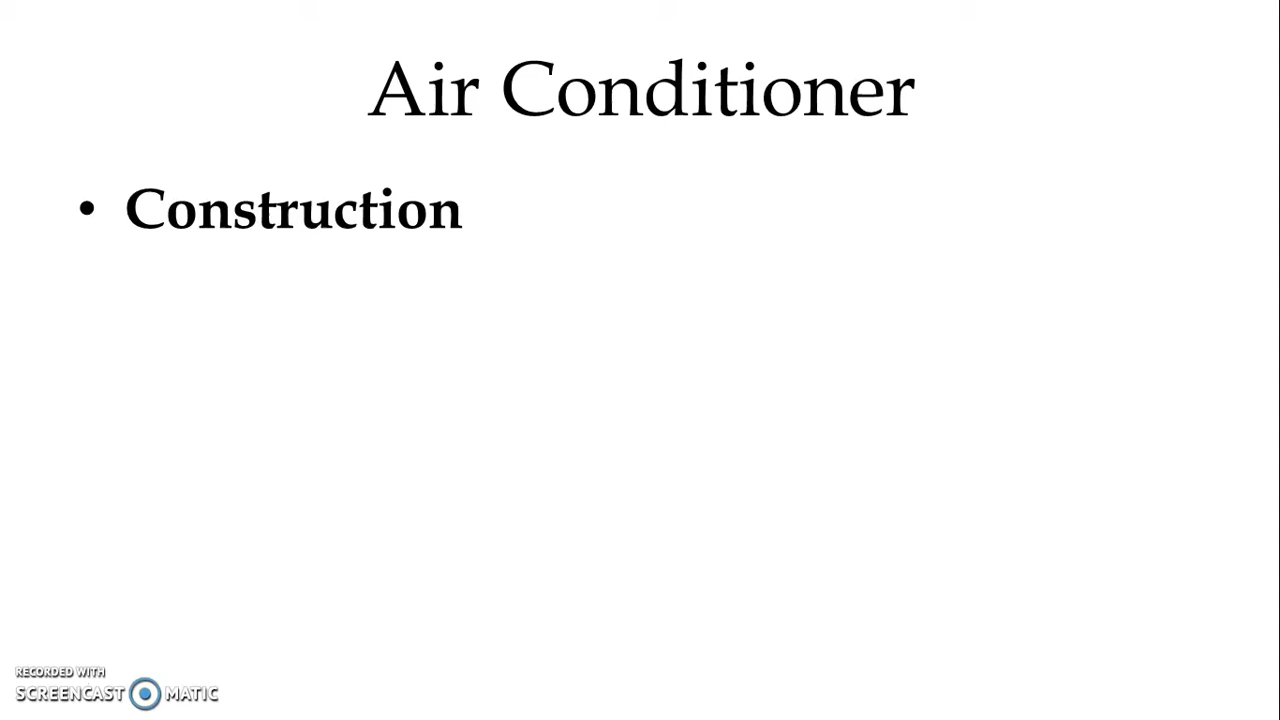 Air Conditioner
• Construction
RECORDED WITH
SCREENCAST MATIC